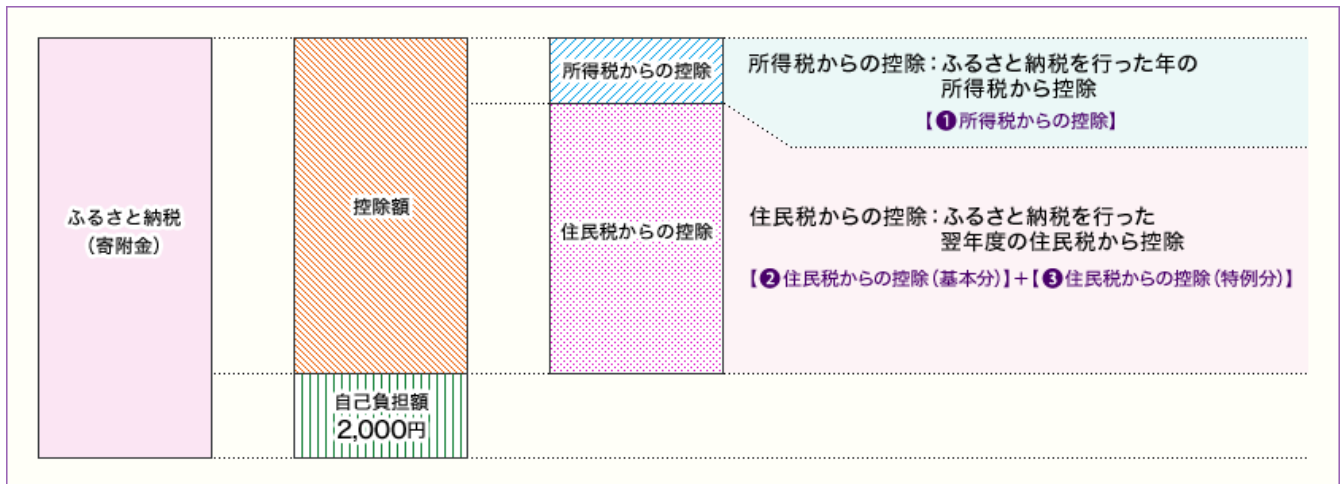 ふるさと納税
（寄附金）
控除額
自己負担額
2,000円
所得税からの控除
住民税からの控除
所得税からの控除：ふるさと納税を行った年の
所得税から控除
【❶所得税からの控除】
住民税からの控除：ふるさと納税を行った
翌年度の住民税から控除
【❷住民税からの控除（基本分）】＋【❸住民税からの控除（特例分）】